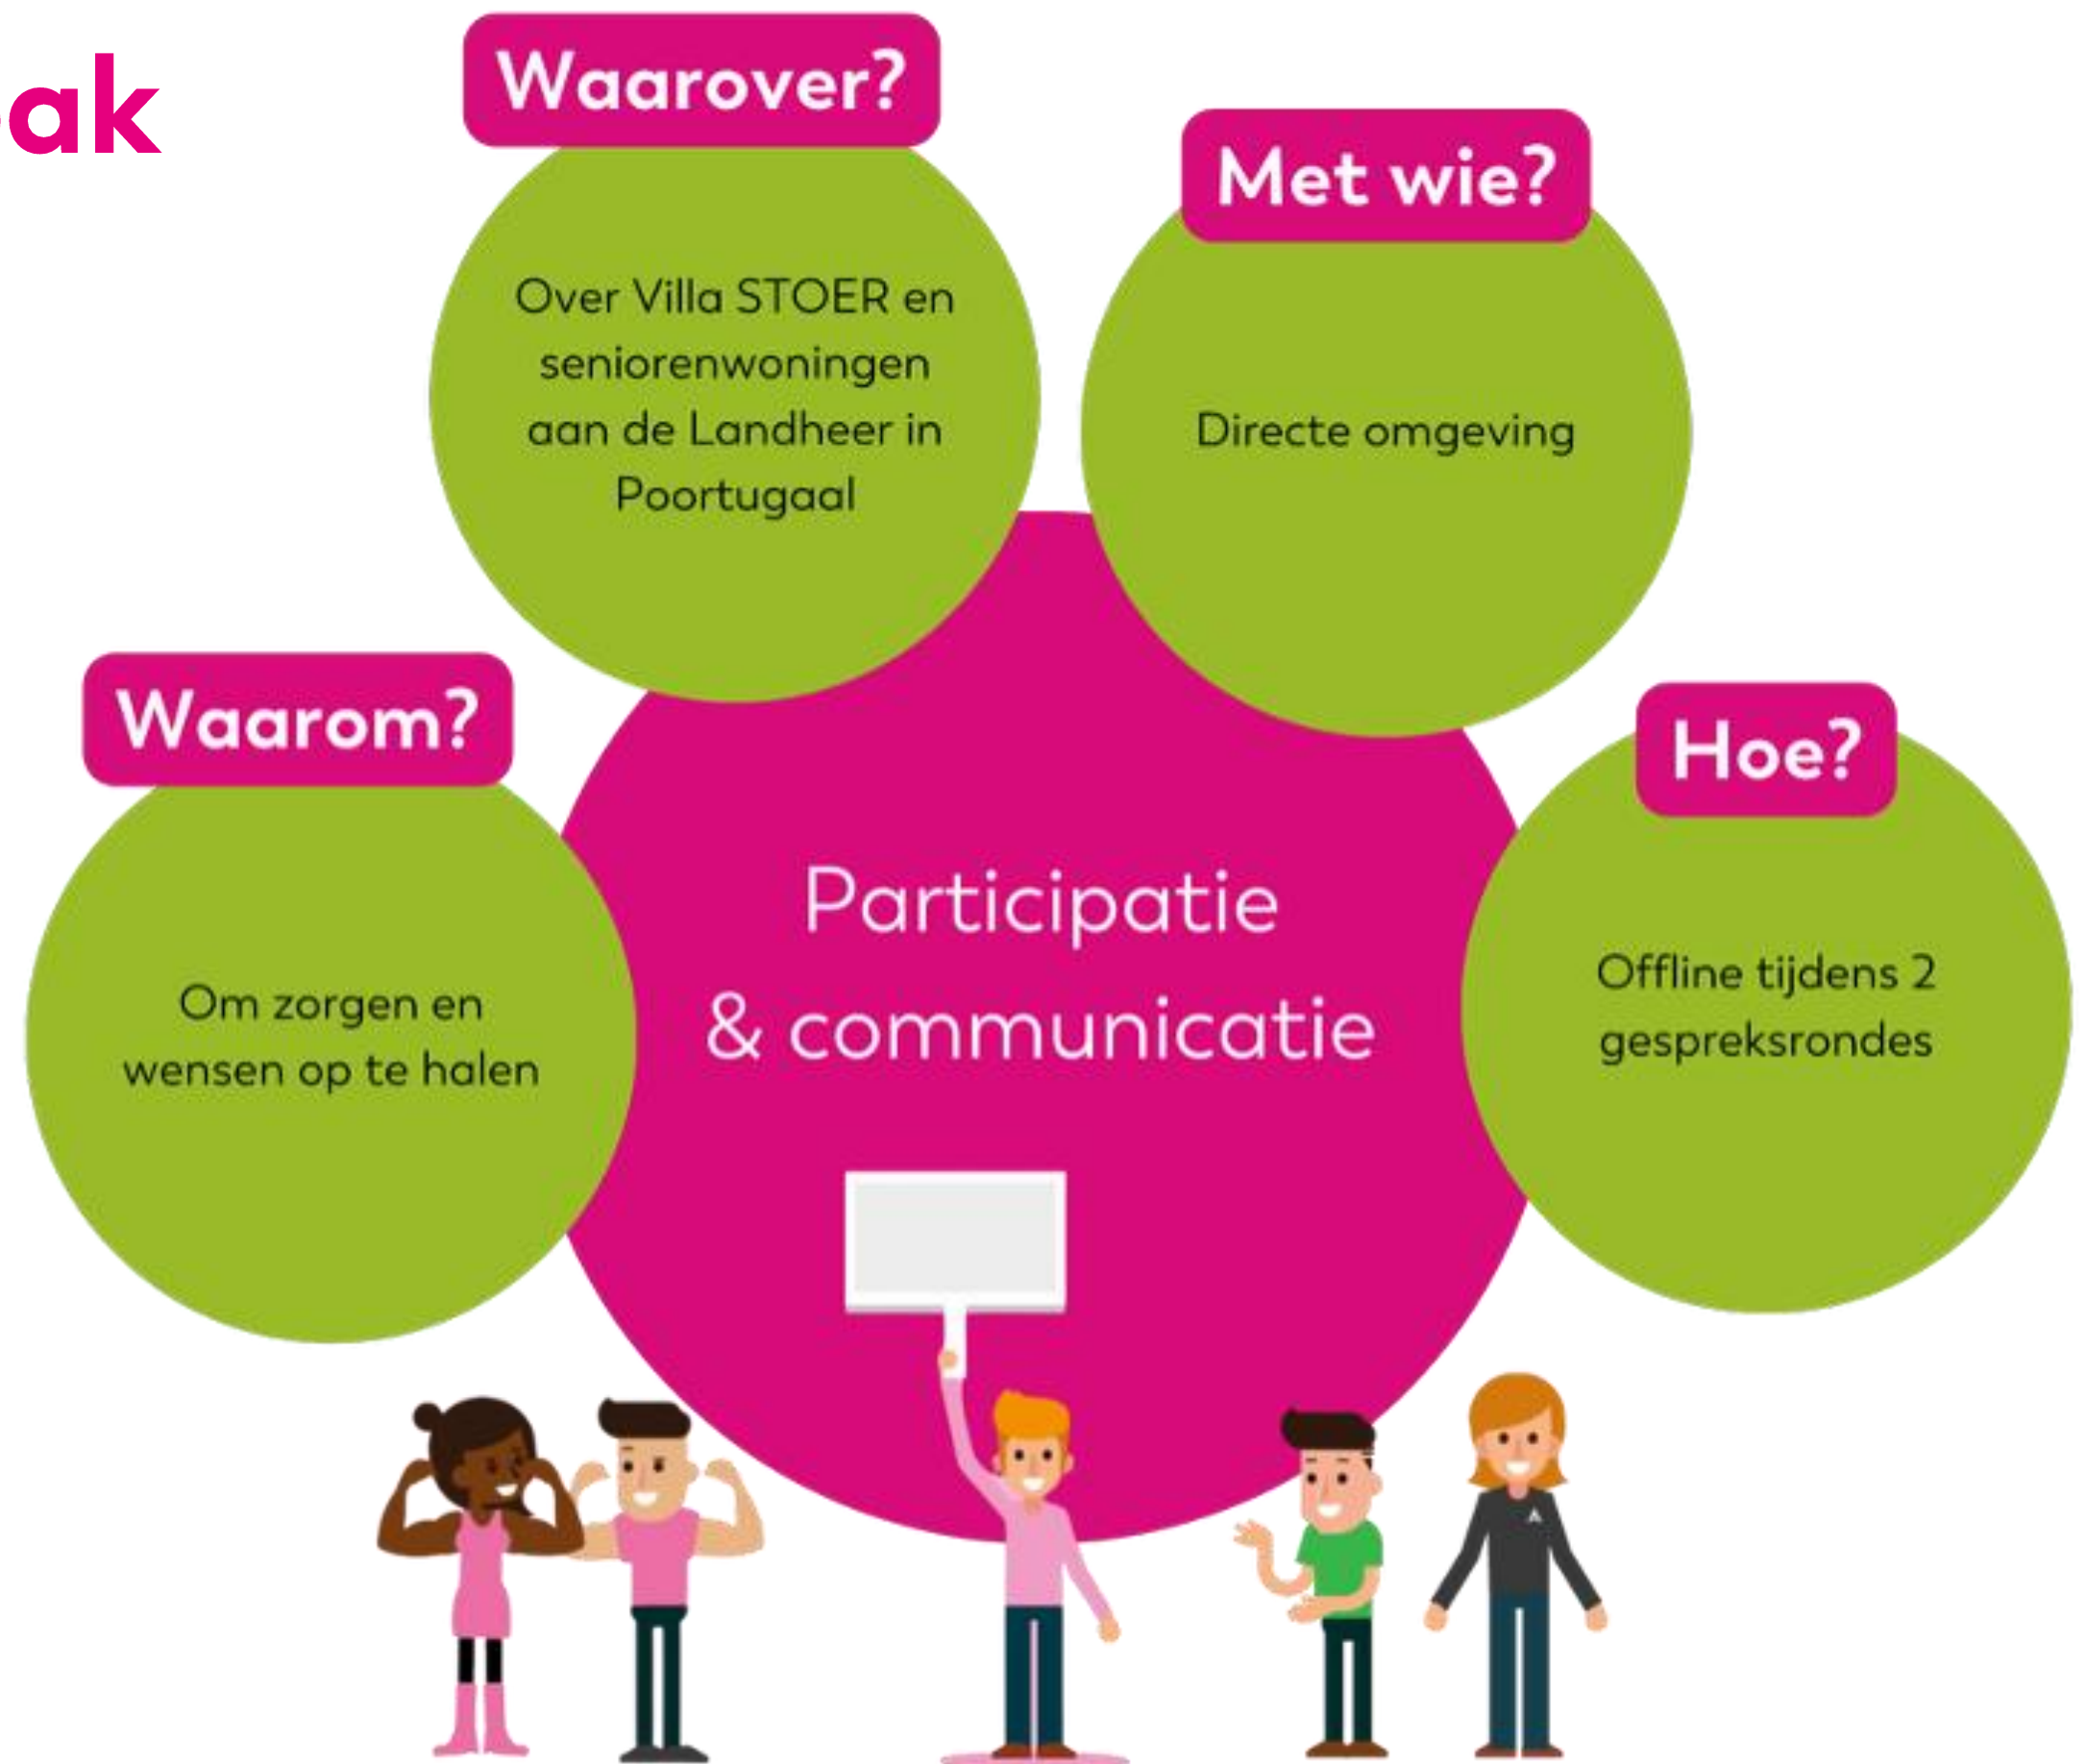 ak
Waarover?
Over Villa STOER en
seniorenwoningen
aan de Landheer in
Poortugaal
Met wie?
Directe omgeving
Waarom?
Om zorgen en
wensen op te halen
Hoe?
Offline tijdens 2
gespreksrondes
Participatie
& communicatie